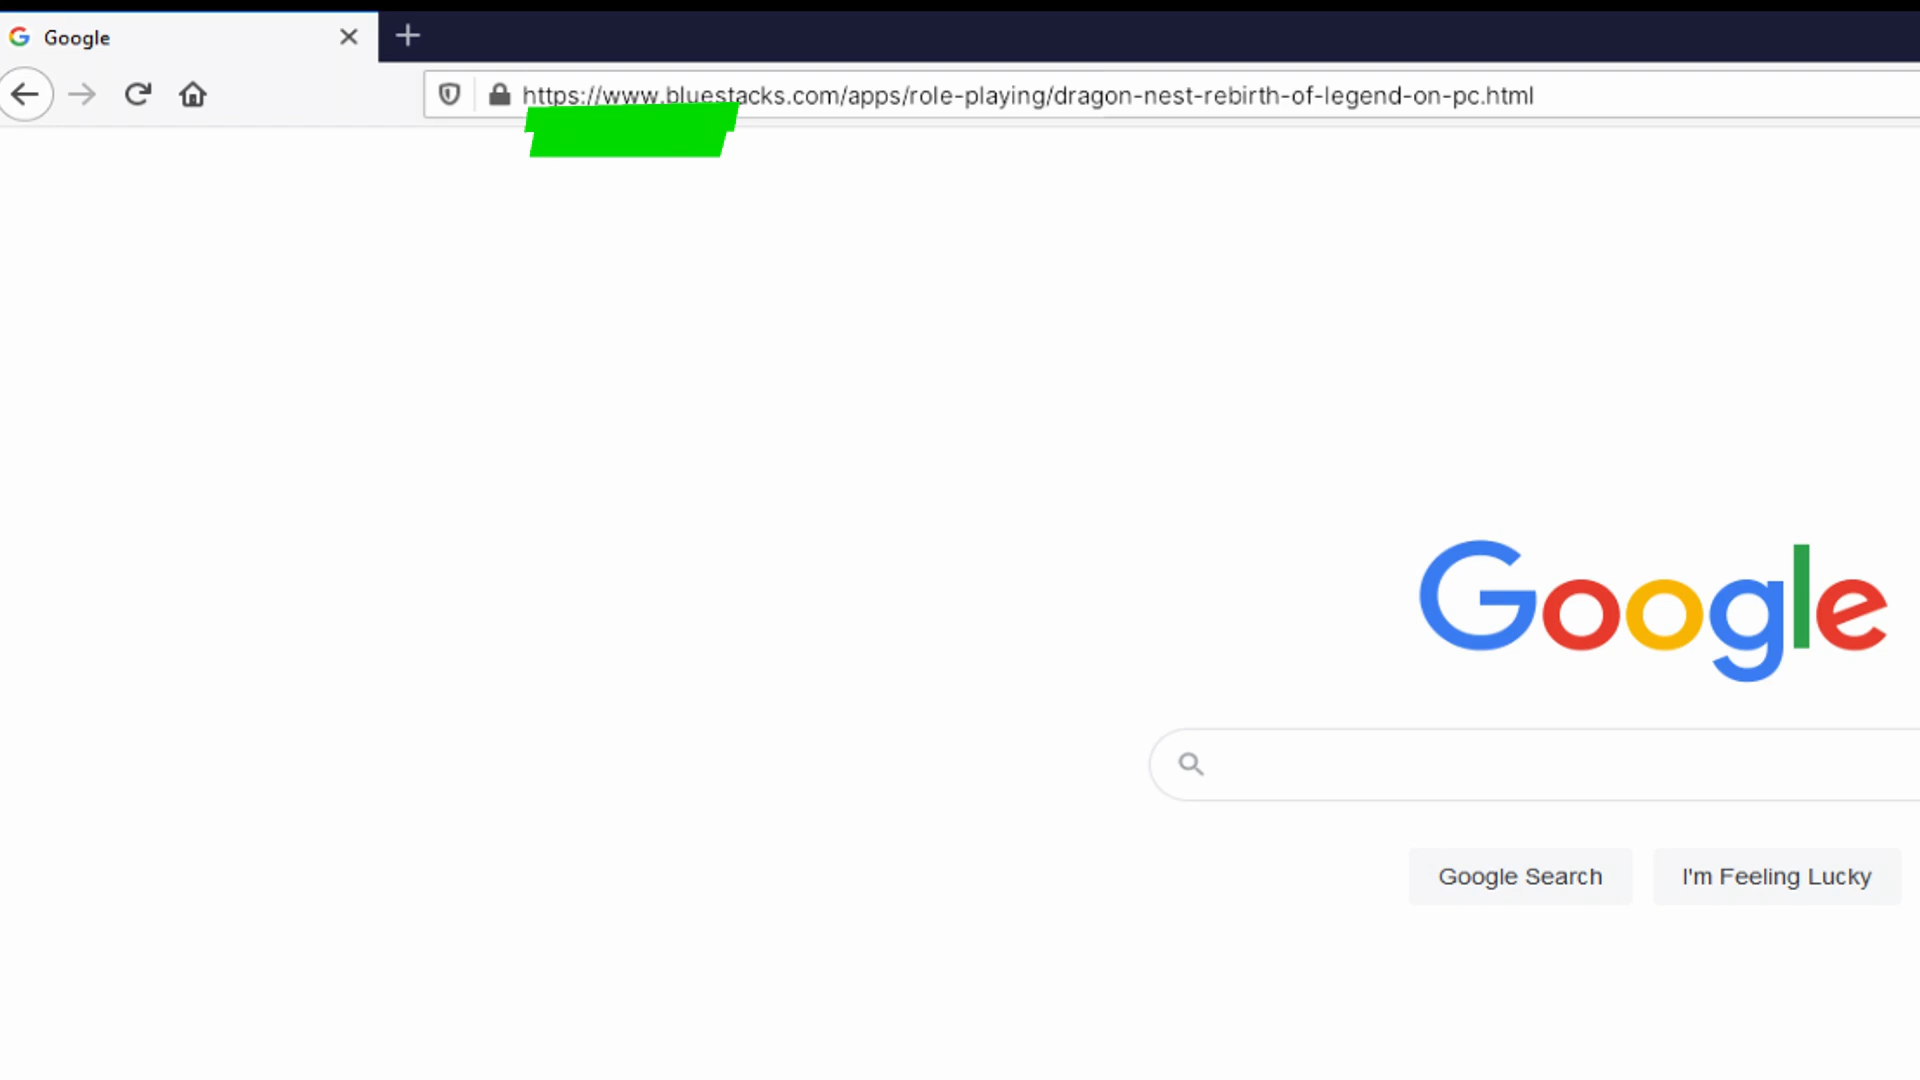 Google
https://www.bluestacks.com/apps/role-playing/dragon-nest-rebirth-of-legend-on-pc.html
Google
Google Search
I'm Feeling Lucky